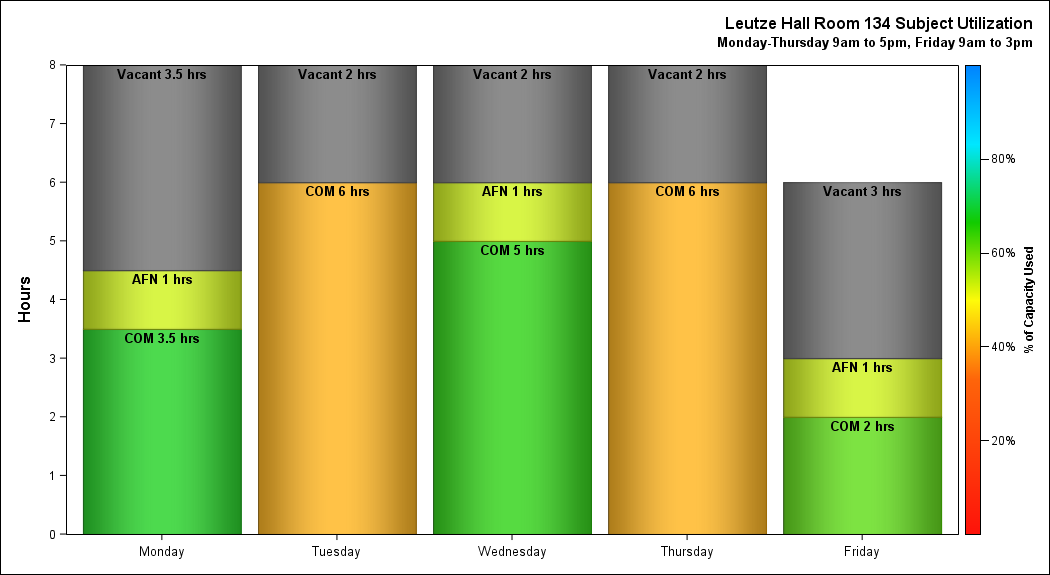 Leutze Hall Room 134 Subject Utilization
Monday-Thursday 9am to 5pm, Friday 9am to 3pm
Hours
8
7
6
5
4
3
2
1
0
Vacant 3.5 hrs
AFN 1 hrs
COM 3.5 hrs
Vacant 2 hrs
COM 6 hrs
Vacant 2 hrs
AFN 1 hrs
COM 5 hrs
Vacant 2 hrs
COM 6 hrs
Vacant 3 hrs
AFN 1 hrs
COM 2 hrs
Monday
Tuesday
Wednesday
Thursday
Friday
80%
60%
40%
20%
% of Capacity Used